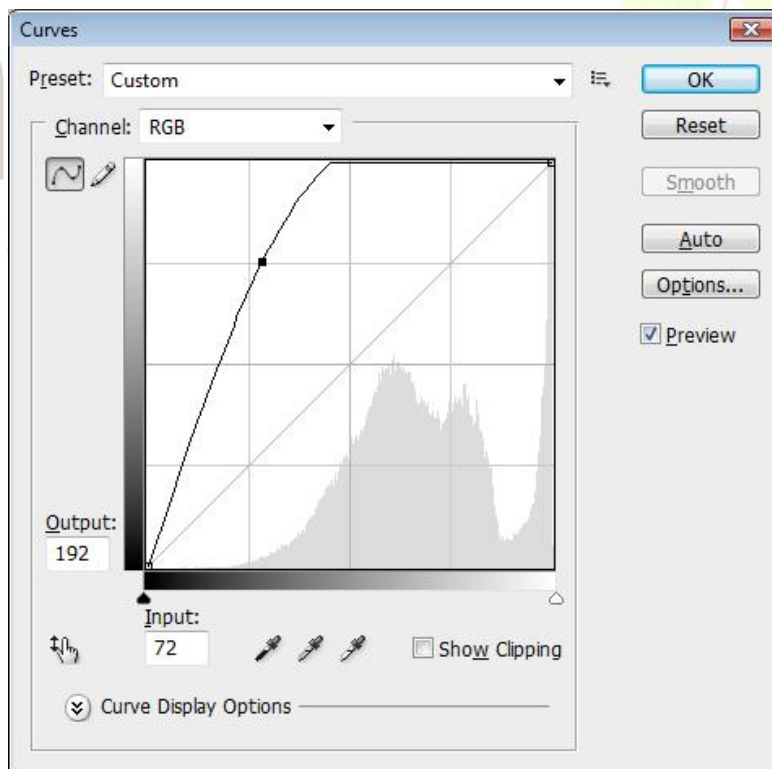 Curves
Preset: Custom
OK
Channel: RGB
Reset
Smooth
Auto
Options...
Preview
Output:
192
Input:
72
Show Clipping
Curve Display Options